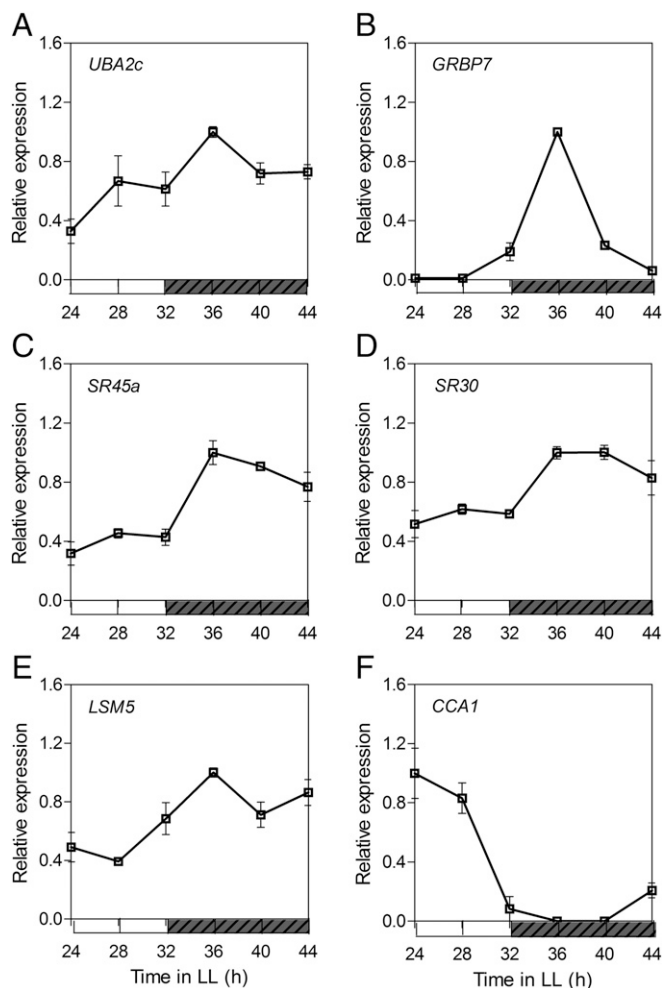 A
UBA2c
Relative expression
1.6
1.2
0.8
0.4
0.0
24 28 32 36 40 44
B
GRBP7
Relative expression
1.6
1.2
0.8
0.4
0.0
24 28 32 36 40 44
C
SR45a
Relative expression
1.6
1.2
0.8
0.4
0.0
24 28 32 36 40 44
D
SR30
Relative expression
1.6
1.2
0.8
0.4
0.0
24 28 32 36 40 44
E
LSM5
Relative expression
1.6
1.2
0.8
0.4
0.0
24 28 32 36 40 44
Time in LL (h)
F
CCA1
Relative expression
1.6
1.2
0.8
0.4
0.0
24 28 32 36 40 44
Time in LL (h)